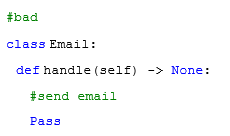 #bad
class Email:
def handle(self) -> None:
#send email
Pass